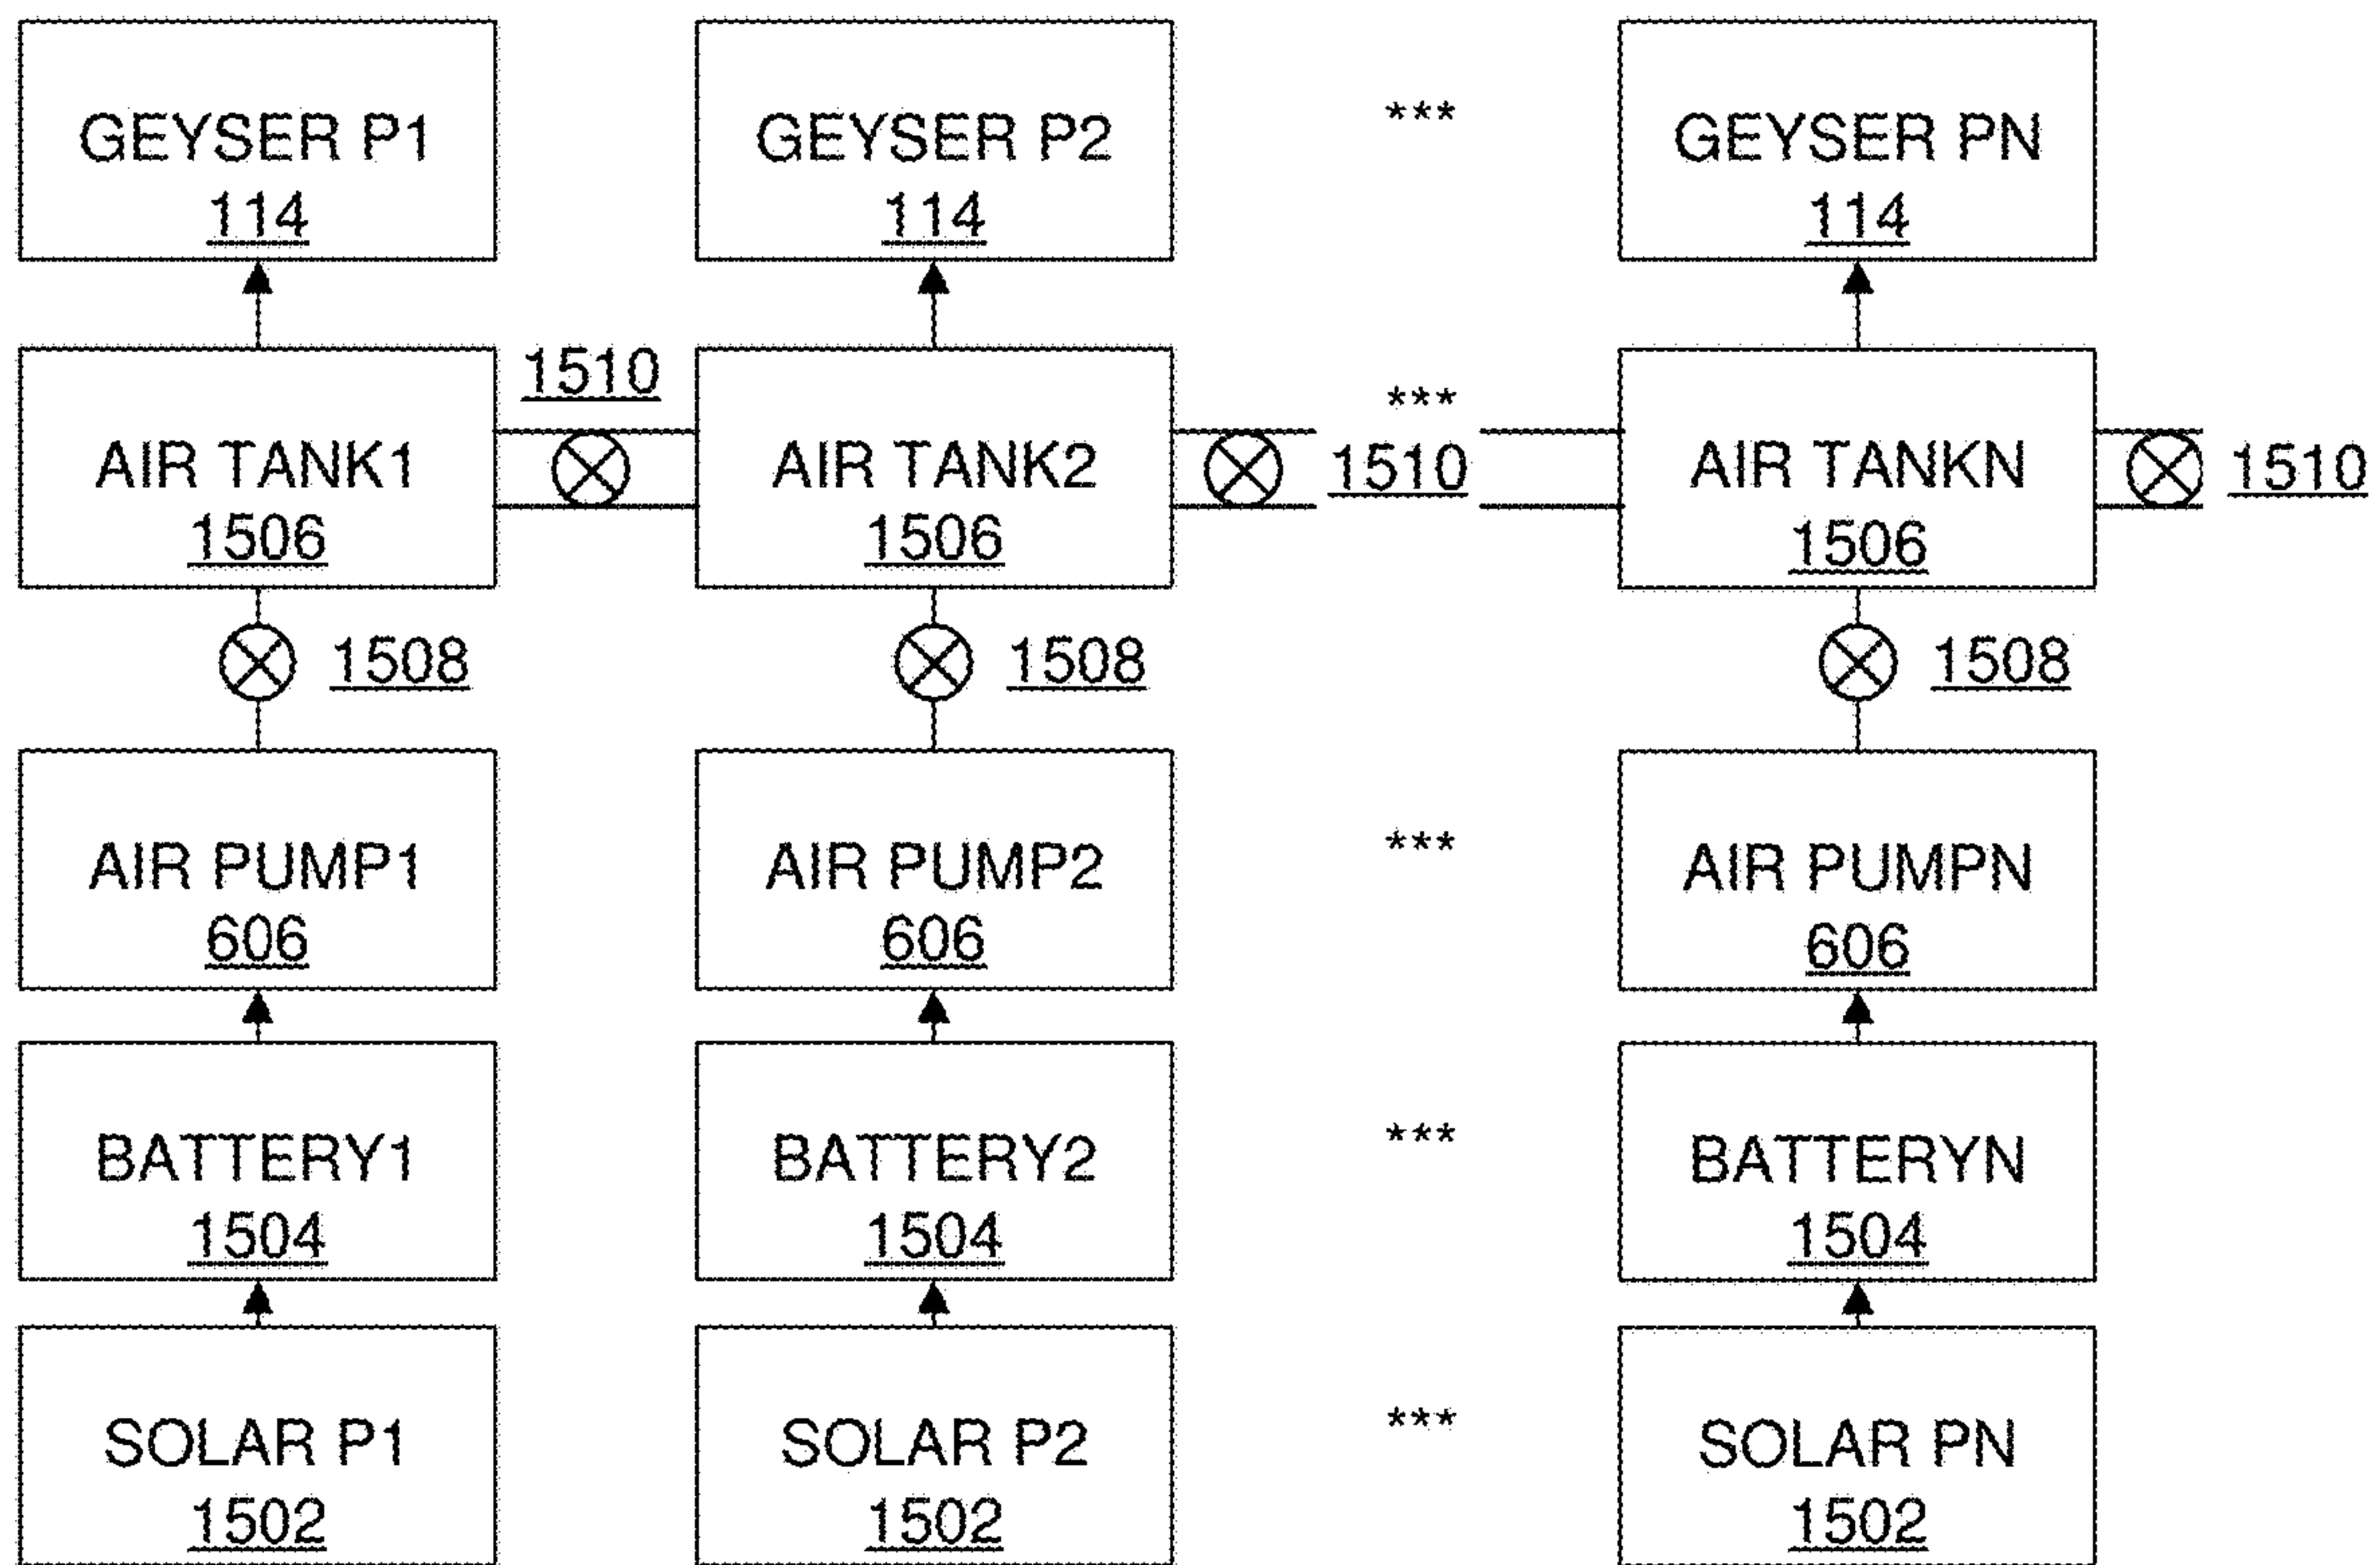 GEYSER P1
114
GEYSER P2
114
***
GEYSER PN
114
1510
***
AIR TANK1
1506
AIR TANK2
1506
1510
AIR TANKN
1506
1510
1508
1508
1508
AIR PUMP1
606
AIR PUMP2
606
***
AIR PUMPN
606
BATTERY1
1504
BATTERY2
1504
***
BATTERYN
1504
SOLAR P1
1502
SOLAR P2
1502
***
SOLAR PN
1502